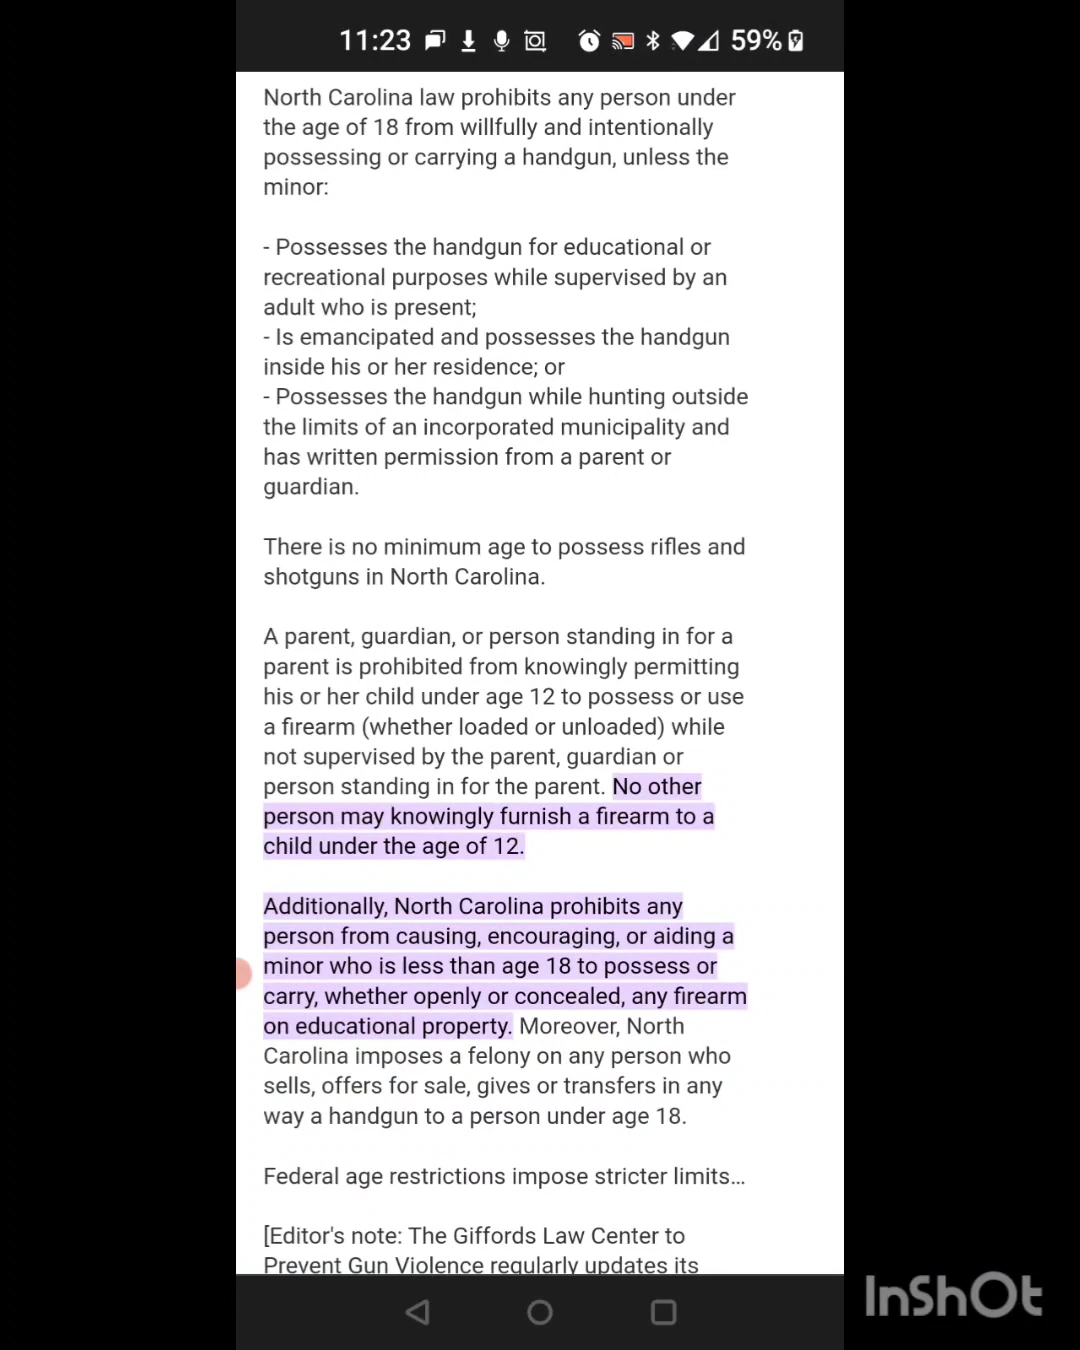 11:23 59%
North Carolina law prohibits any person under
the age of 18 from willfully and intentionally
possessing or carrying a handgun, unless the
minor:
- Possesses the handgun for educational or
recreational purposes while supervised by an
adult who is present;
- Is emancipated and possesses the handgun
inside his or her residence; or
- Possesses the handgun while hunting outside
the limits of an incorporated municipality and
has written permission from a parent or
guardian.
There is no minimum age to possess rifles and
shotguns in North Carolina.
A parent, guardian, or person standing in for a
parent is prohibited from knowingly permitting
his or her child under age 12 to possess or use
a firearm (whether loaded or unloaded) while
not supervised by the parent, guardian or
person standing in for the parent. No other
person may knowingly furnish a firearm to a
child under the age of 12.
Additionally, North Carolina prohibits any
person from causing, encouraging, or aiding a
minor who is less than age 18 to possess or
carry, whether openly or concealed, any firearm
on educational property. Moreover, North
Carolina imposes a felony on any person who
sells, offers for sale, gives or transfers in any
way a handgun to a person under age 18.
Federal age restrictions impose stricter limits…
[Editor's note: The Giffords Law Center to
Prevent Gun Violence regularly updates its
InShOt